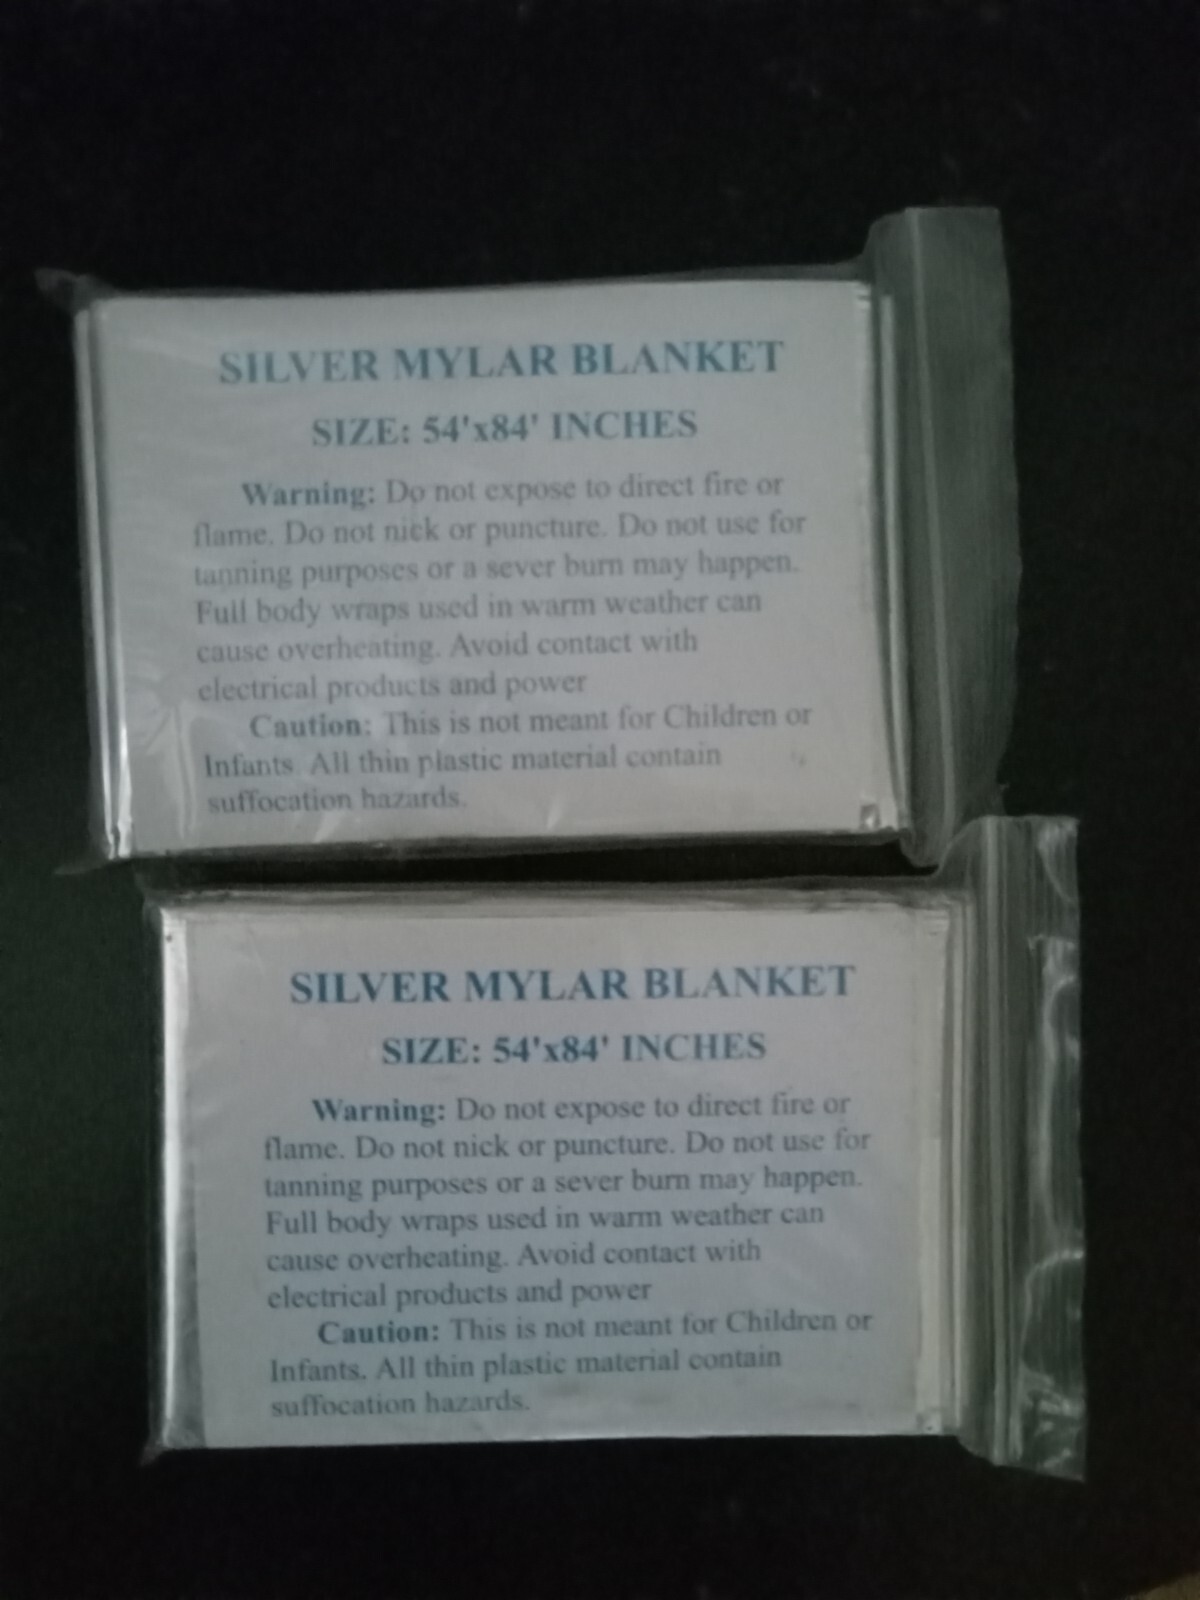 SILVER MYLAR BLANKET
SIZE: 54'x84' INCHES
Warning: Do not expose to direct fire or
flame. Do not nick or puncture. Do not use for
tanning purposes or a sever burn may happen.
Full body wraps used in warm weather can
cause overheating. Avoid contact with
electrical products and power
Caution: This is not meant for Children or
Infants. All thin plastic material contain
suffocation hazards.
SILVER MYLAR BLANKET
SIZE: 54'x84' INCHES
Warning: Do not expose to direct fire or
flame. Do not nick or puncture. Do not use for
tanning purposes or a sever burn may happen.
Full body wraps used in warm weather can
cause overheating. Avoid contact with
electrical products and power
Caution: This is not meant for Children or
Infants. All thin plastic material contain
suffocation hazards.